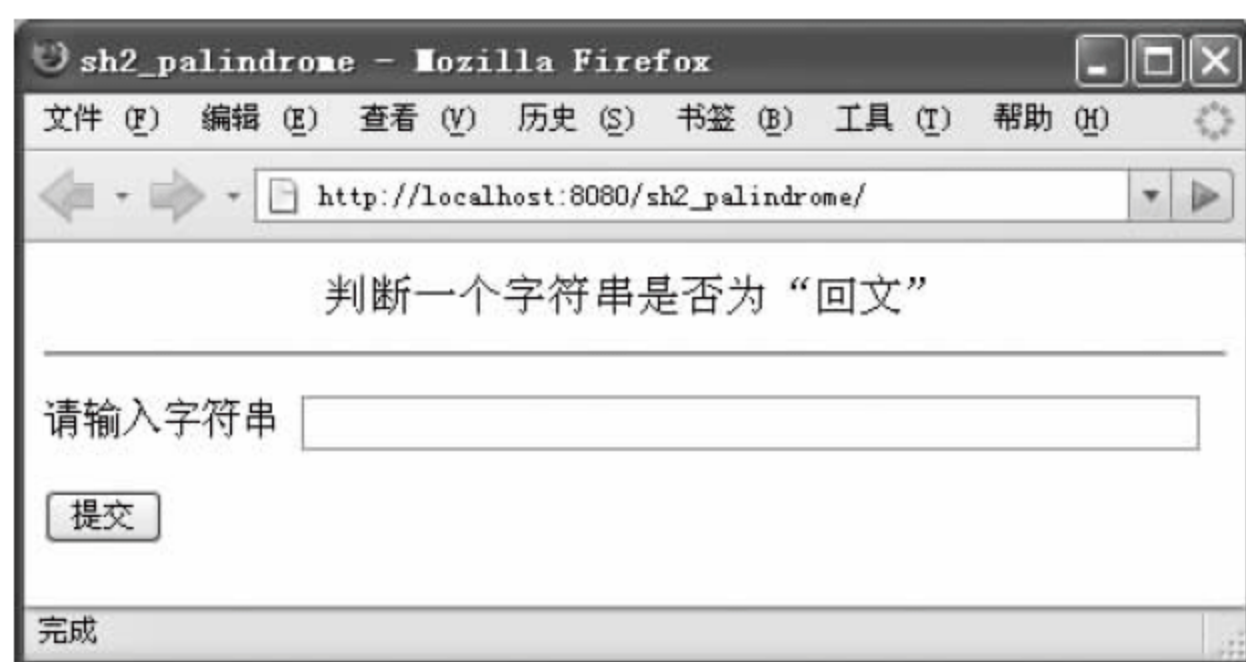 sh2_palindrome - Mozilla Firefox
文件 (F) 编辑 (E) 查看 (V) 历史 (S) 书签 (B) 工具 (T) 帮助 (H)
http://localhost:8080/sh2_palindrome/
判断一个字符串是否为“回文”
请输入字符串
提交
完成